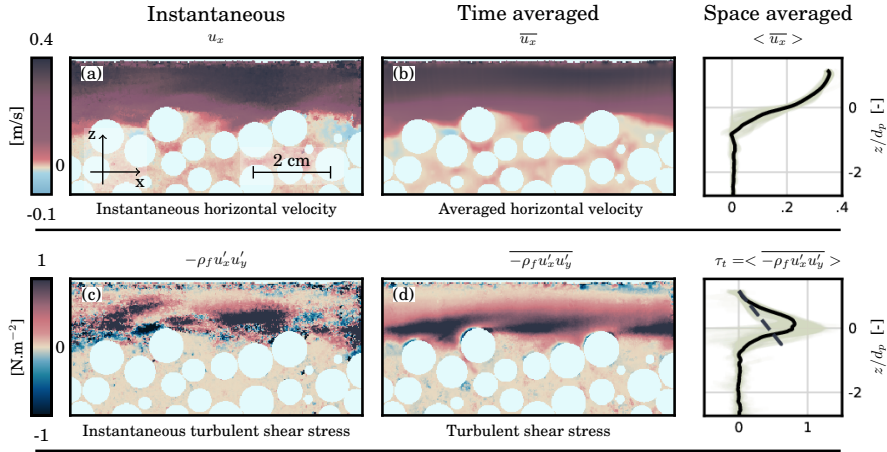 Instantaneous
Time averaged
Space averaged
u_x
\overline{u_x}
< \overline{u_x} >
0.4
[m/s]
0
-0.1
(a)
z
x
2 cm
(b)
0
-2
z/d_p [-]
0
.2
.4
Instantaneous horizontal velocity
Averaged horizontal velocity
-ρ_f u'_x u'_y
\overline{-ρ_f u'_x u'_y}
τ_t =< \overline{-ρ_f u'_x u'_y} >
1
[N.m⁻²]
0
-1
(c)
(d)
0
-2
z/d_p [-]
0
1
Instantaneous turbulent shear stress
Turbulent shear stress